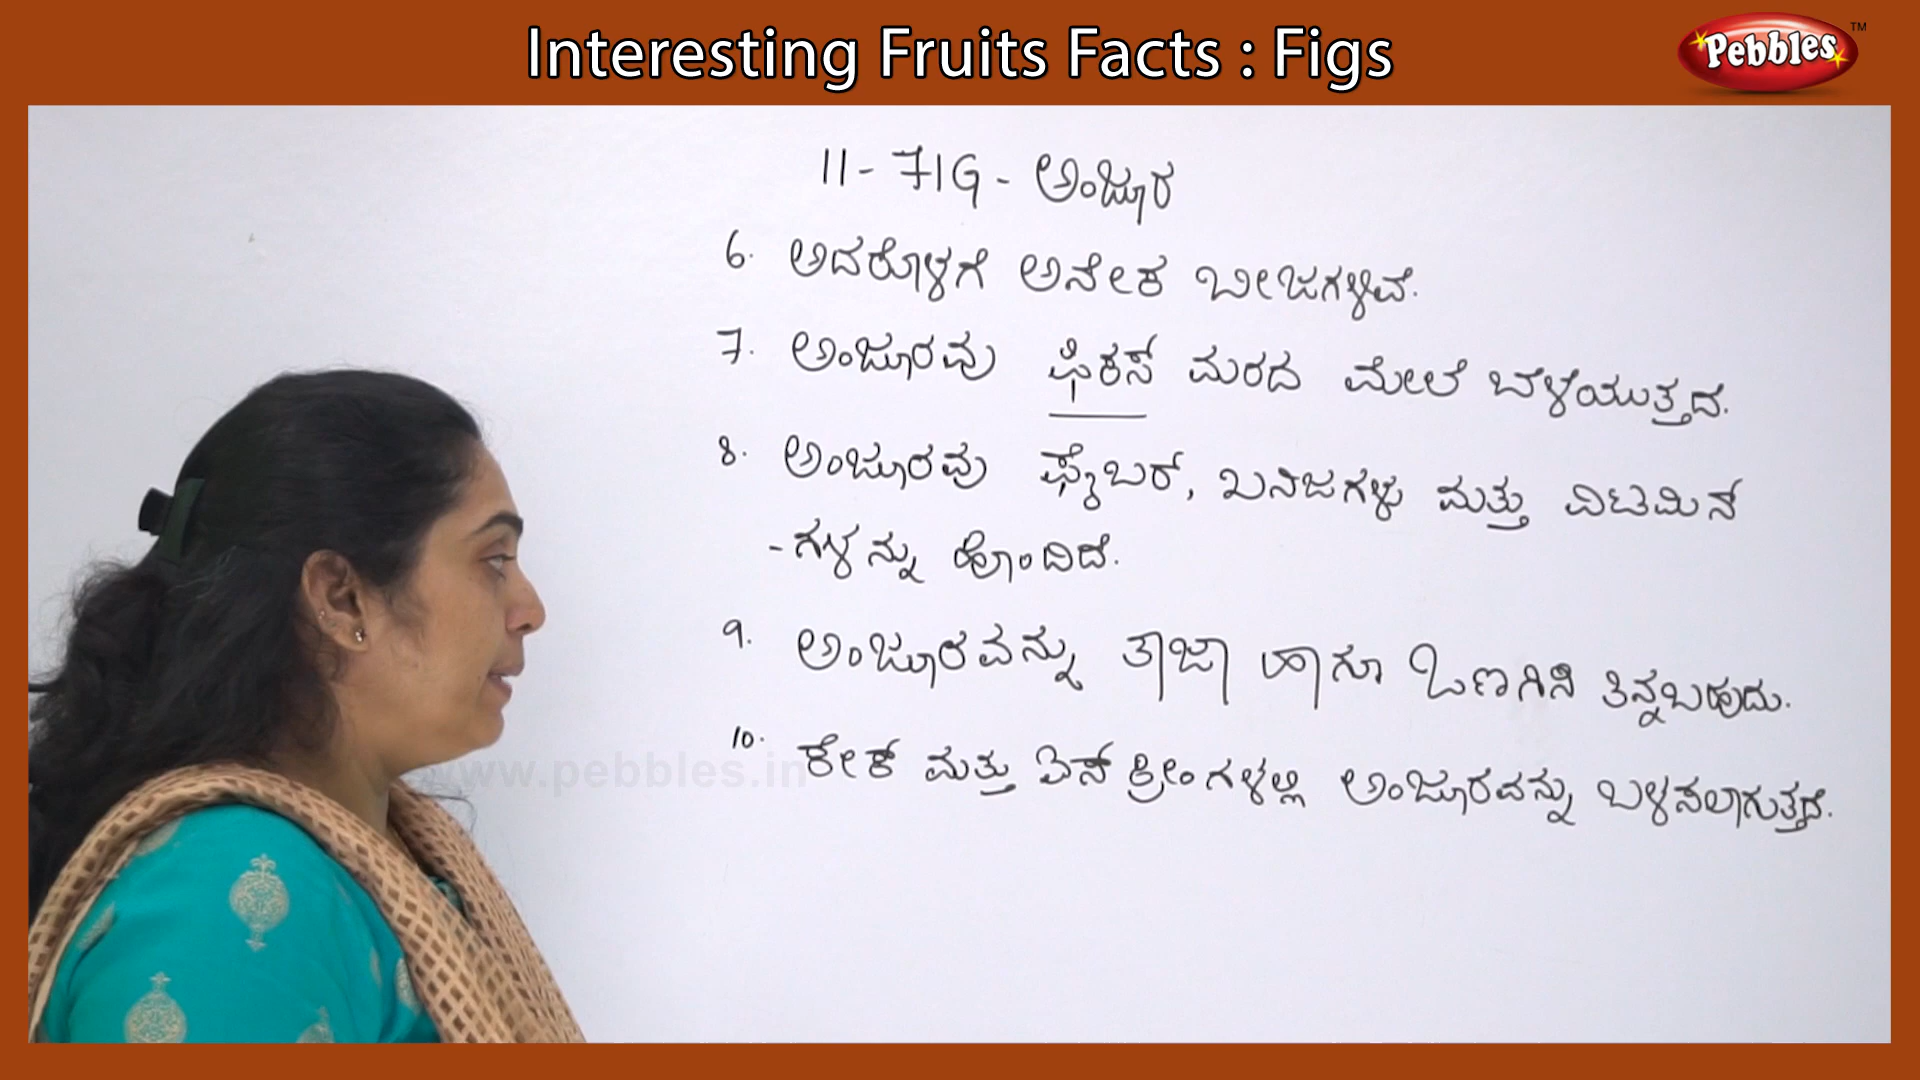 Interesting Fruits Facts : Figs
Pebbles TM
11 - FIG - ಅಂಜೂರ
6. ಅದರೊಳಗೆ ಅನೇಕ ಬೀಜಗಳಿವೆ.
7. ಅಂಜೂರವು ಫಿಕಸ್ ಮರದ ಮೇಲೆ ಬೆಳೆಯುತ್ತದೆ.
8. ಅಂಜೂರವು ಫೈಬರ್, ಖನಿಜಗಳು ಮತ್ತು ವಿಟಮಿನ್
- ಗಳನ್ನು ಹೊಂದಿದೆ.
9. ಅಂಜೂರವನ್ನು ತಾಜಾ ಹಾಗೂ ಒಣಗಿಸಿ ತಿನ್ನಬಹುದು.
10. ಕೇಕ್ ಮತ್ತು ಐಸ್ ಕ್ರೀಂಗಳಲ್ಲಿ ಅಂಜೂರವನ್ನು ಬಳಸಲಾಗುತ್ತದೆ.
www.pebbles.in